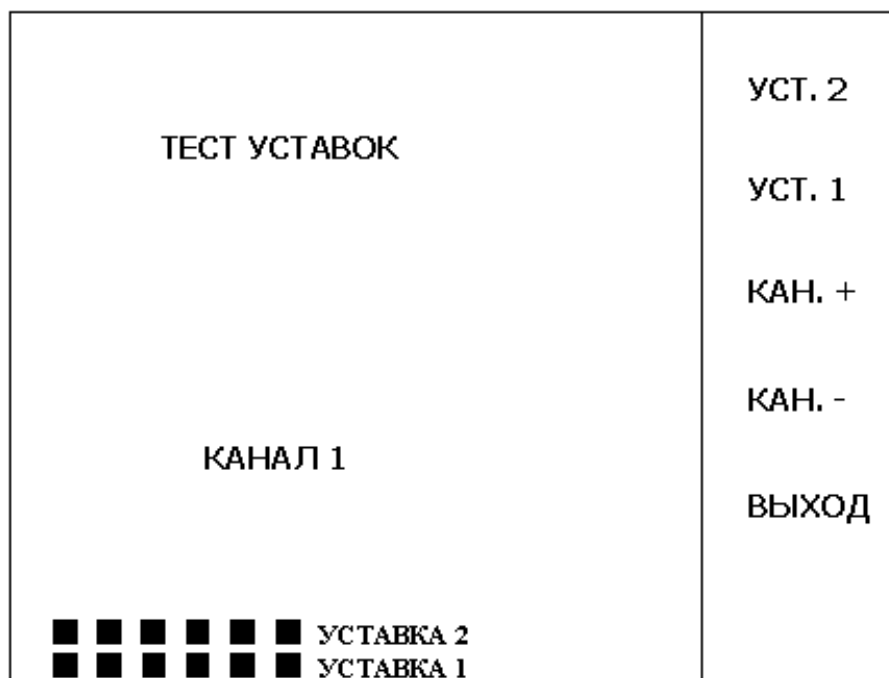 ТЕСТ УСТАВОК
КАНАЛ 1
УСТАВКА 2
УСТАВКА 1
УСТ. 2
УСТ. 1
КАН. +
КАН. -
ВЫХОД